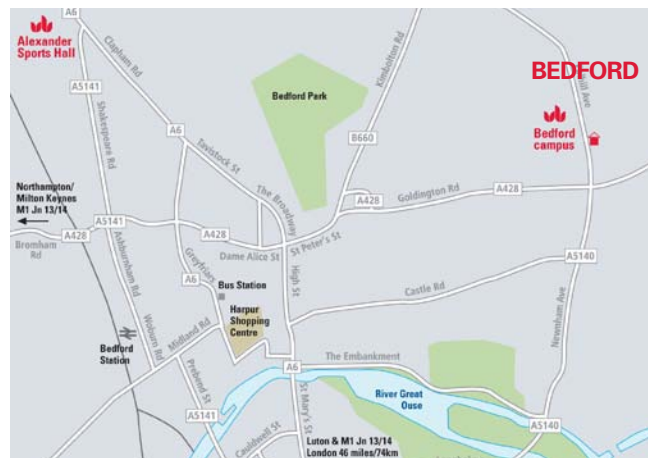 A6
Alexander
Sports Hall
Clapham Rd
A5141
Shakespeare Rd
A6
Tavistock St
Bedford Park
Kimbolton Rd
B660
BEDFORD
hill Ave
Bedford
campus
Northampton/
Milton Keynes
M1 Jn 13/14
A5141
A428
Bromham
Rd
Ashburnham Rd
A428
Dame Alice St
The Broadway
St Peter's St
A428
Goldington Rd
A428
Greyfriars
A6
Bus Station
High St
Castle Rd
A5140
Newnham Ave
Harpur
Shopping
Centre
Midland Rd
Bedford
Station
Woburn Rd
Prebend St
A5141
Cauldwell St
A6
The Embankment
St Mary's St
River Great
Ouse
A5140
Luton & M1 Jn 13/14
London 46 miles/74km